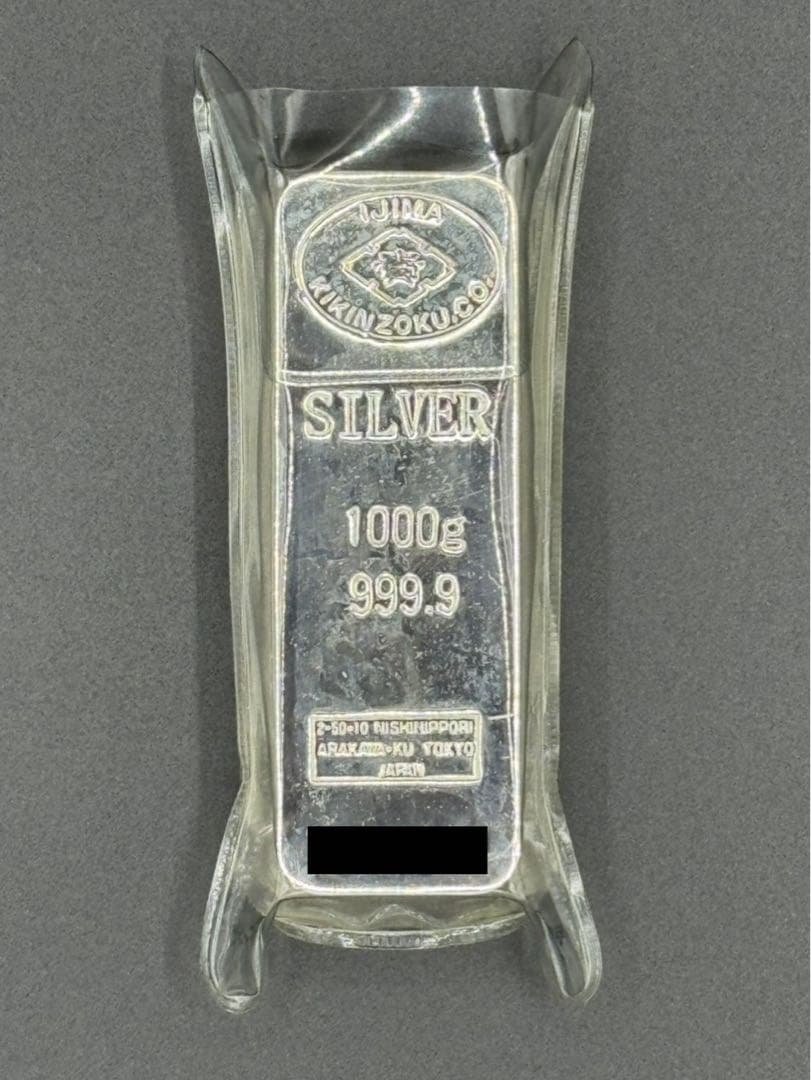 IJIMA
KIKINZOKU.CO.
SILVER
1000g
999.9
2-50-10 NISHINIPPORI
ARAKAWA-KU TOKYO
JAPAN